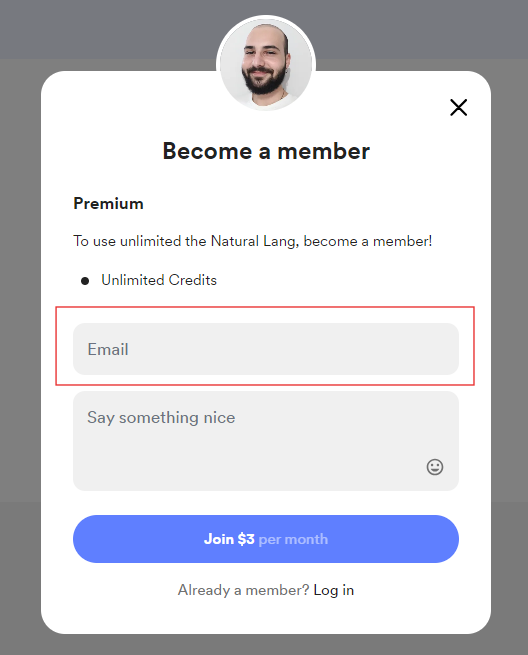 Become a member
Premium
To use unlimited the Natural Lang, become a member!
Unlimited Credits
Email
Say something nice
Join $3 per month
Already a member? Log in